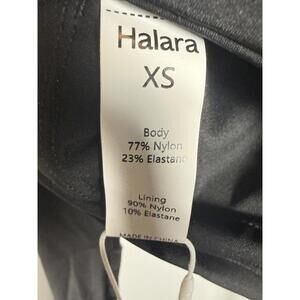 Halara
XS
Body
77% Nylon
23% Elastane
Lining
90% Nylon
10% Elastane
MADE IN CHINA